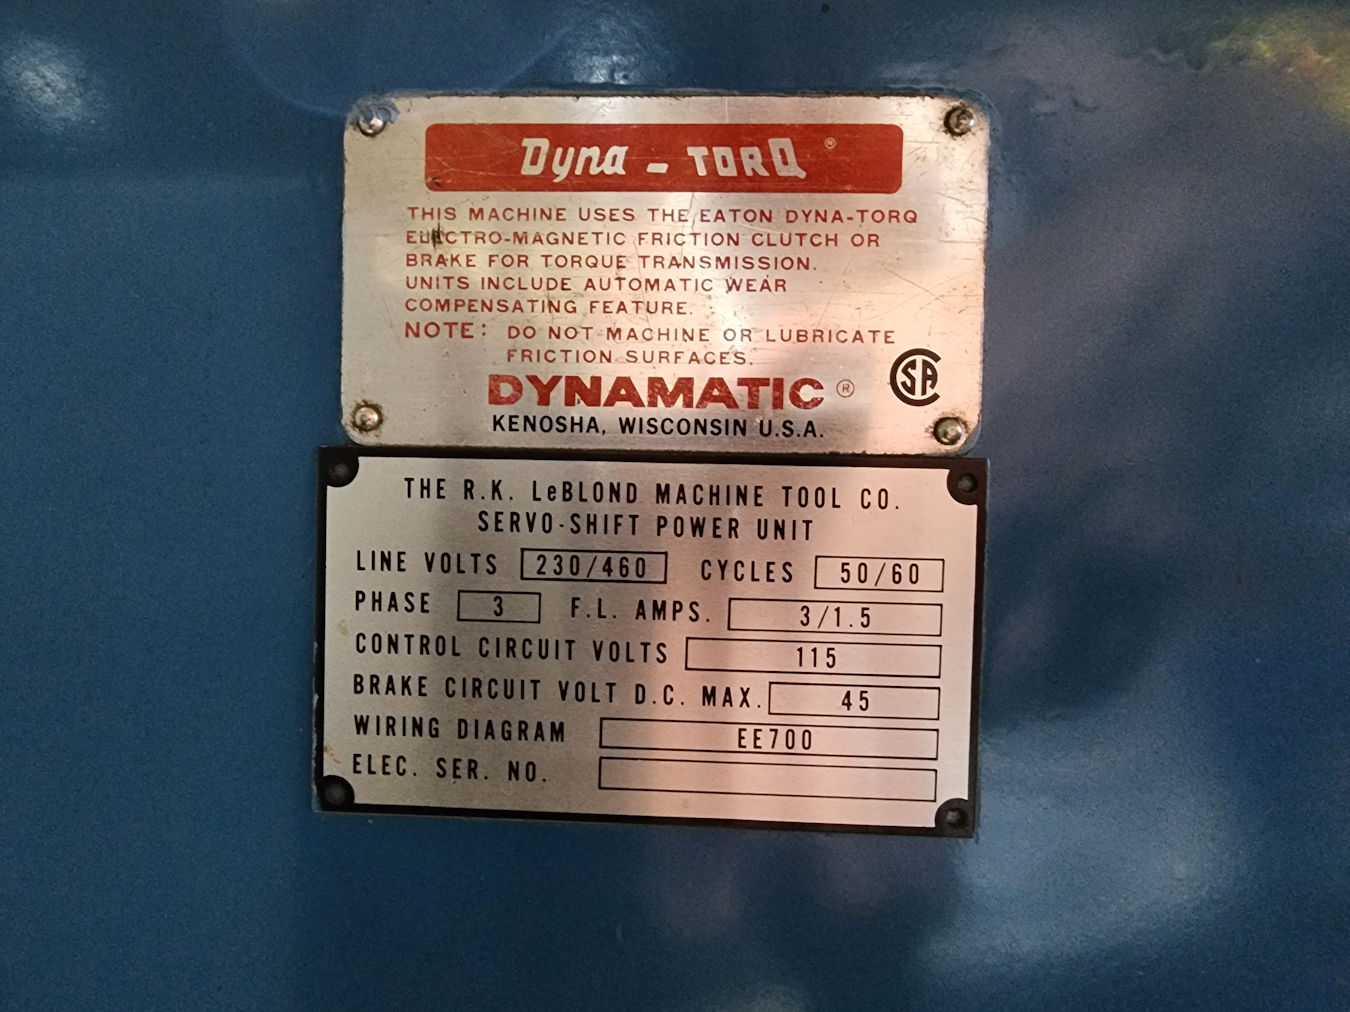 Dyna - TORQ ®
THIS MACHINE USES THE EATON DYNA-TORQ
ELECTRO-MAGNETIC FRICTION CLUTCH OR
BRAKE FOR TORQUE TRANSMISSION.
UNITS INCLUDE AUTOMATIC WEAR
COMPENSATING FEATURE.
NOTE: DO NOT MACHINE OR LUBRICATE
FRICTION SURFACES.
DYNAMATIC ®
SA
KENOSHA, WISCONSIN U.S.A.
THE R.K. LeBLOND MACHINE TOOL CO.
SERVO-SHIFT POWER UNIT
LINE VOLTS 230/460 CYCLES 50/60
PHASE 3 F.L. AMPS. 3/1.5
CONTROL CIRCUIT VOLTS 115
BRAKE CIRCUIT VOLT D.C. MAX. 45
WIRING DIAGRAM EE700
ELEC. SER. NO.